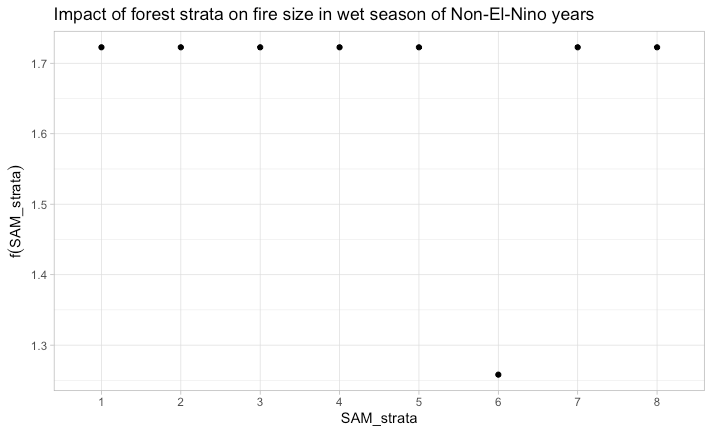 Impact of forest strata on fire size in wet season of Non-El-Nino years
f(SAM_strata)
1.7
1.6
1.5
1.4
1.3
1 2 3 4 5 6 7 8
SAM_strata